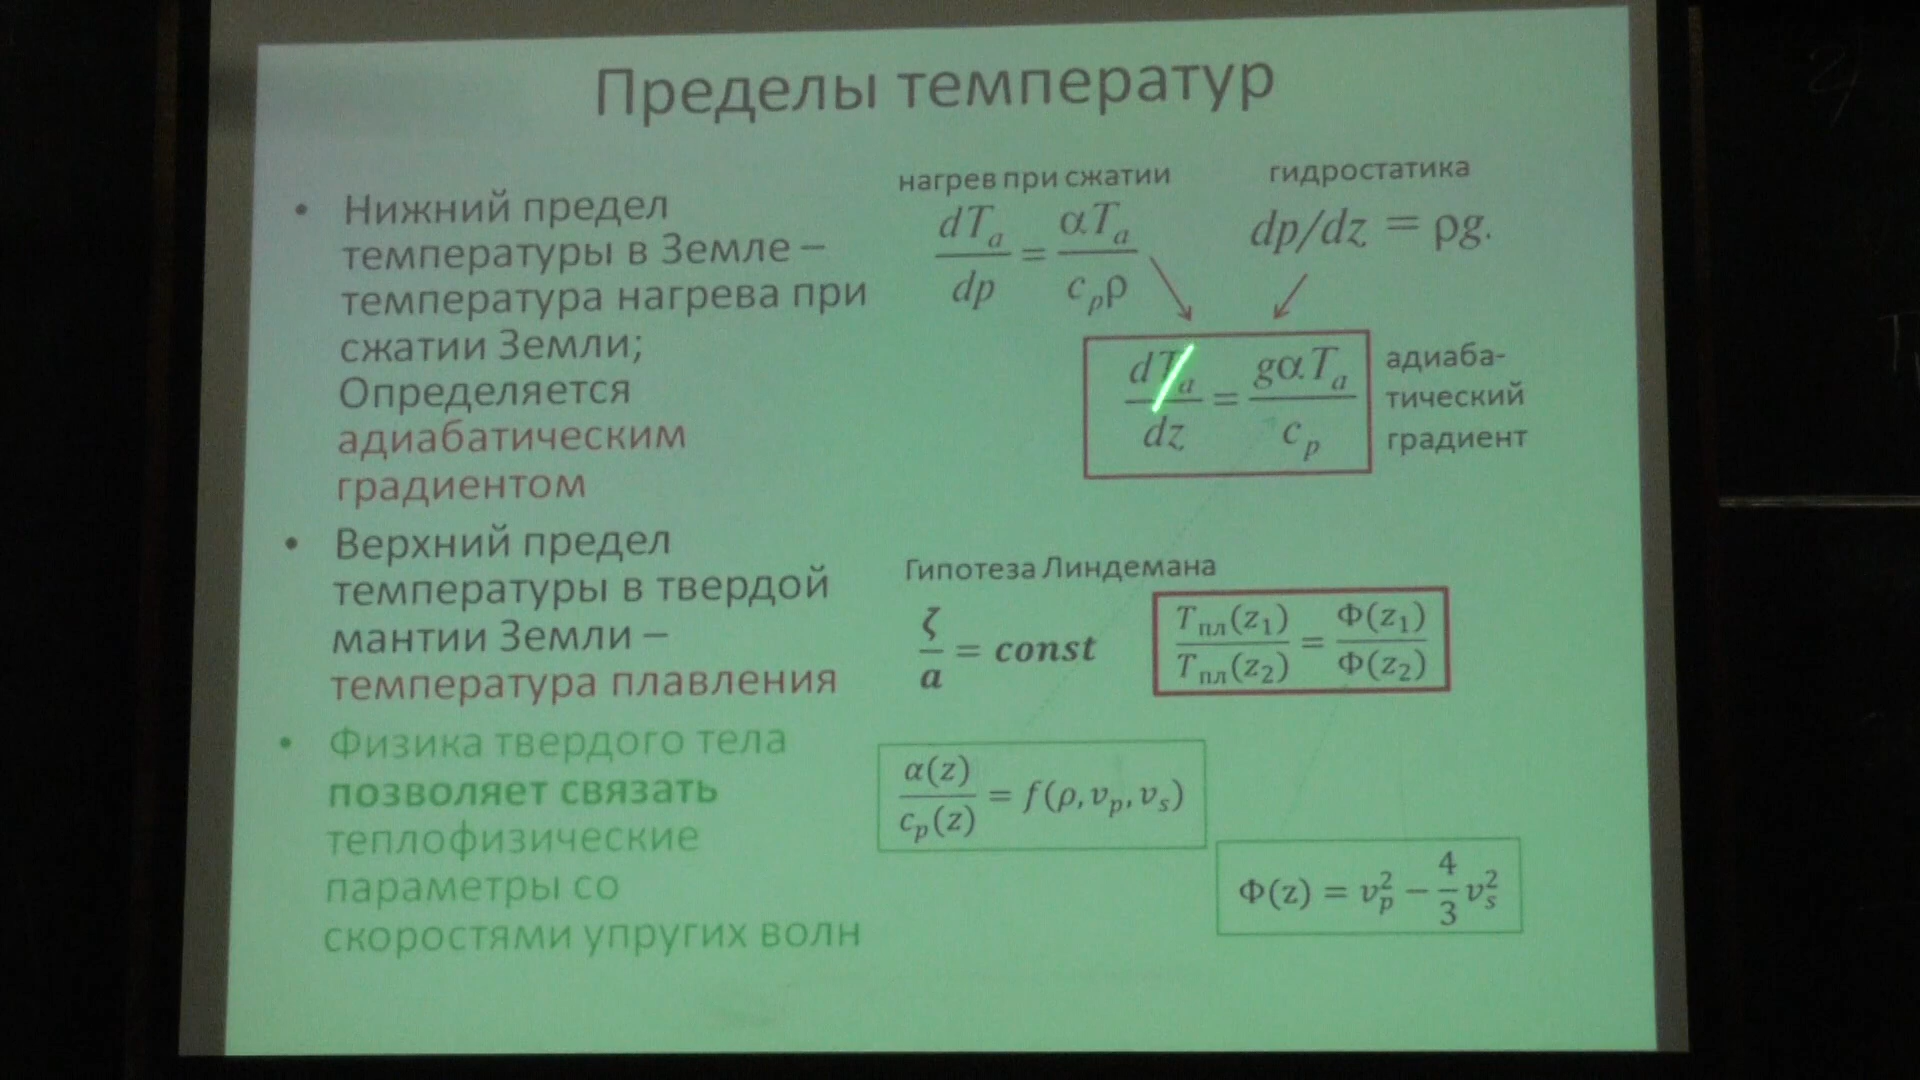 Пределы температур
• Нижний предел
температуры в Земле –
температура нагрева при
сжатии Земли;
Определяется
адиабатическим
градиентом
нагрев при сжатии
dTₐ/dp = αTₐ/(cₚρ)
гидростатика
dp/dz = ρg.
dTₐ/dz = gαTₐ/cₚ
адиаба-
тический
градиент
• Верхний предел
температуры в твердой
мантии Земли –
температура плавления
Гипотеза Линдемана
ζ/a = const
Tпл(z₁)/Tпл(z₂) = Φ(z₁)/Φ(z₂)
• Физика твердого тела
позволяет связать
теплофизические
параметры со
скоростями упругих волн
α(z)/cₚ(z) = f(ρ, vₚ, vₛ)
Φ(z) = vₚ² − 4/3 vₛ²